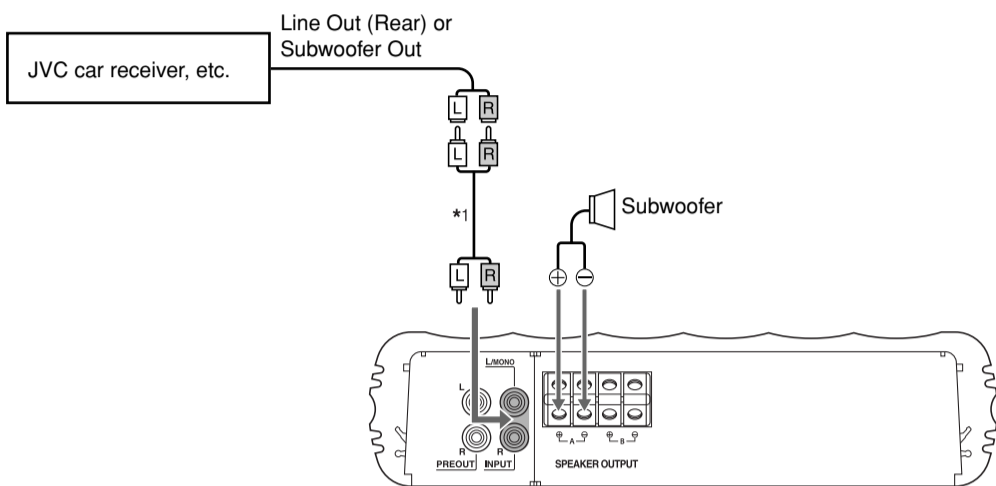 Line Out (Rear) or
Subwoofer Out
JVC car receiver, etc.
L R
L R
*1
Subwoofer
L R
⊕ ⊖
L/MONO
L
R R
⊕ A ⊖ ⊕ B ⊖
PREOUT INPUT SPEAKER OUTPUT